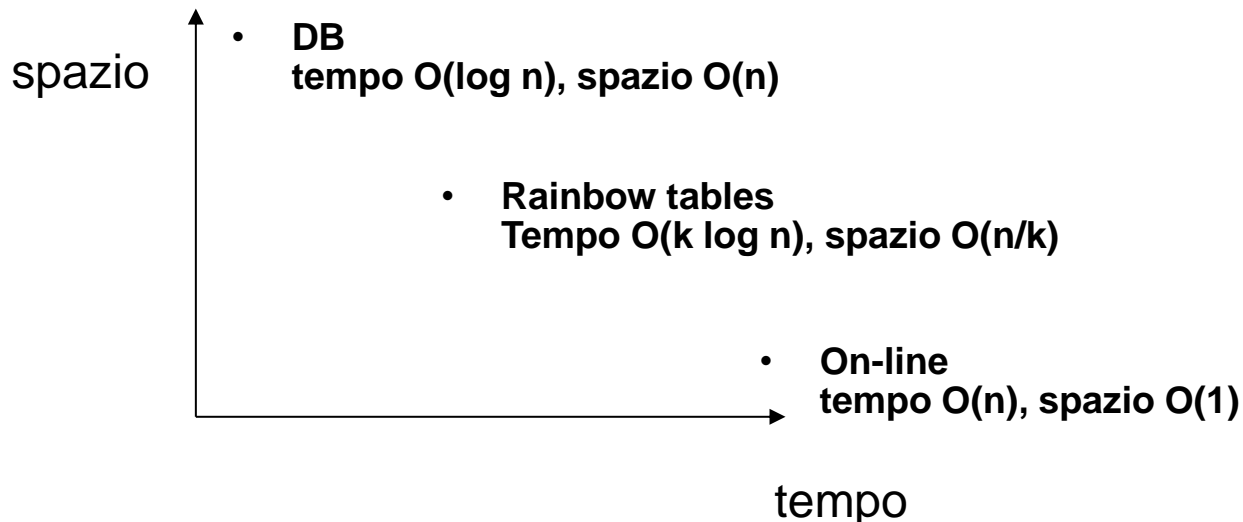 spazio
• DB
tempo O(log n), spazio O(n)
• Rainbow tables
Tempo O(k log n), spazio O(n/k)
• On-line
tempo O(n), spazio O(1)
tempo